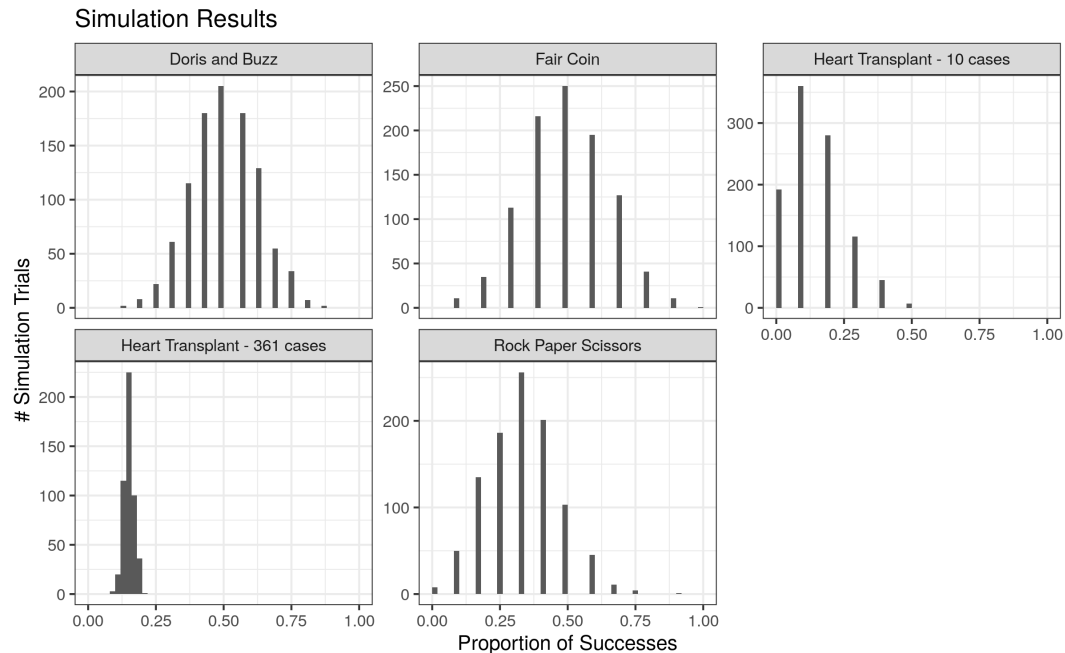 Simulation Results
Doris and Buzz
Fair Coin
Heart Transplant - 10 cases
200
150
100
50
0
250
200
150
100
50
0
300
200
100
0
0.00 0.25 0.50 0.75 1.00
# Simulation Trials
Heart Transplant - 361 cases
Rock Paper Scissors
200
150
100
50
0
200
100
0
0.00 0.25 0.50 0.75 1.00
0.00 0.25 0.50 0.75 1.00
Proportion of Successes